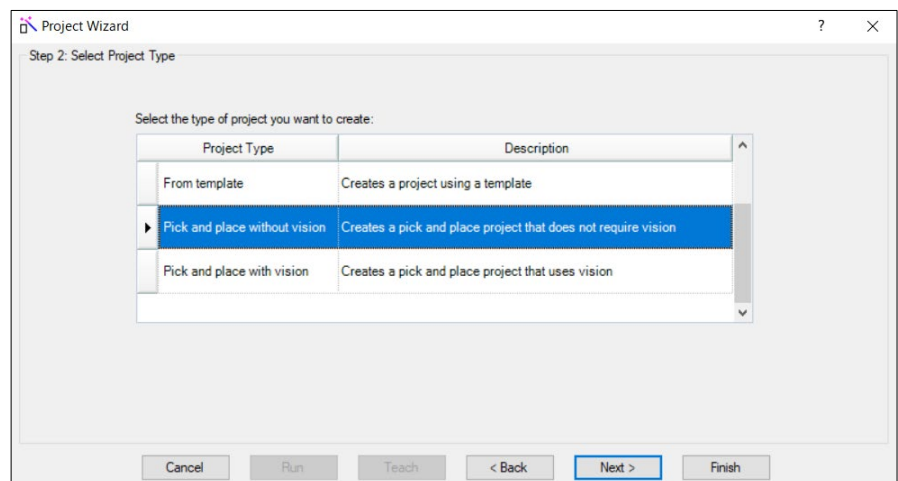 Project Wizard ?
Step 2: Select Project Type
Select the type of project you want to create:
Project Type Description
From template Creates a project using a template
Pick and place without vision Creates a pick and place project that does not require vision
Pick and place with vision Creates a pick and place project that uses vision
Cancel Run Teach < Back Next > Finish